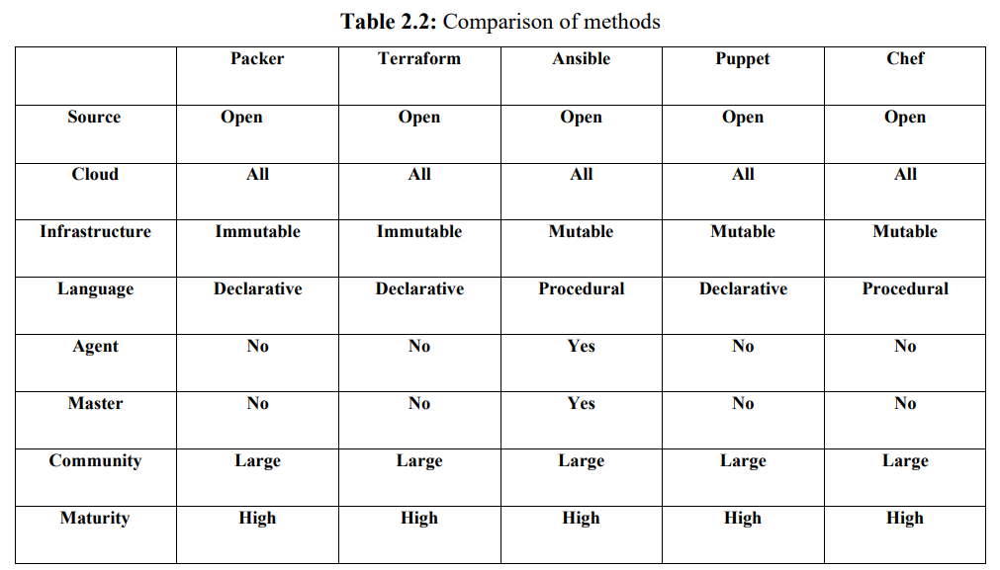 Table 2.2: Comparison of methods
Packer Terraform Ansible Puppet Chef
Source Open Open Open Open Open
Cloud All All All All All
Infrastructure Immutable Immutable Mutable Mutable Mutable
Language Declarative Declarative Procedural Declarative Procedural
Agent No No Yes No No
Master No No Yes No No
Community Large Large Large Large Large
Maturity High High High High High